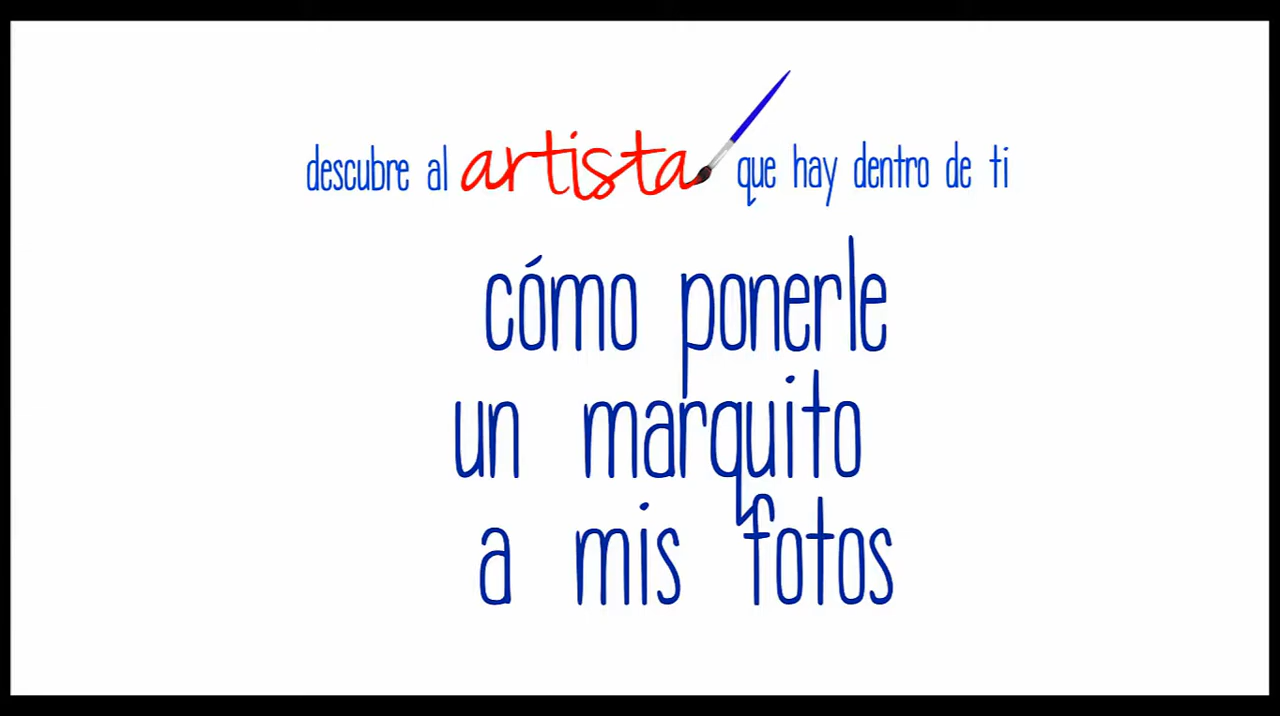 descubre al artista que hay dentro de ti
cómo ponerle
un marquito
a mis fotos